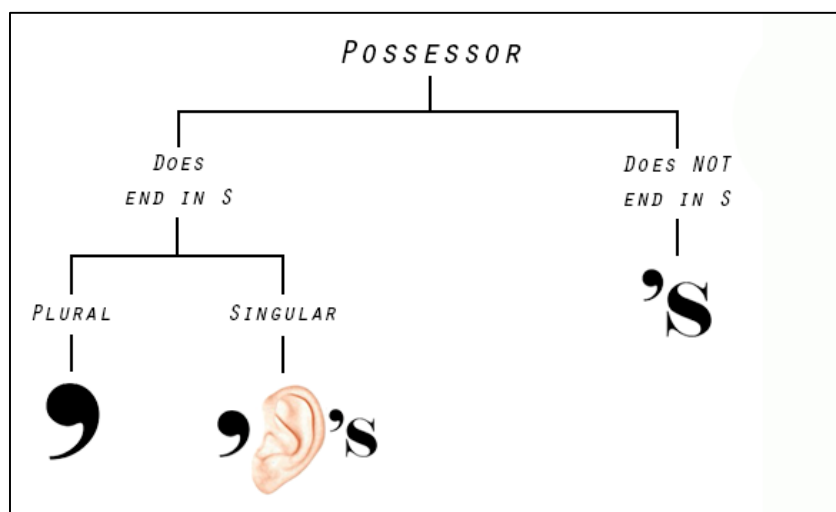 POSSESSOR
DOES
END IN S
DOES NOT
END IN S
’s
PLURAL
SINGULAR
’
’ ’s